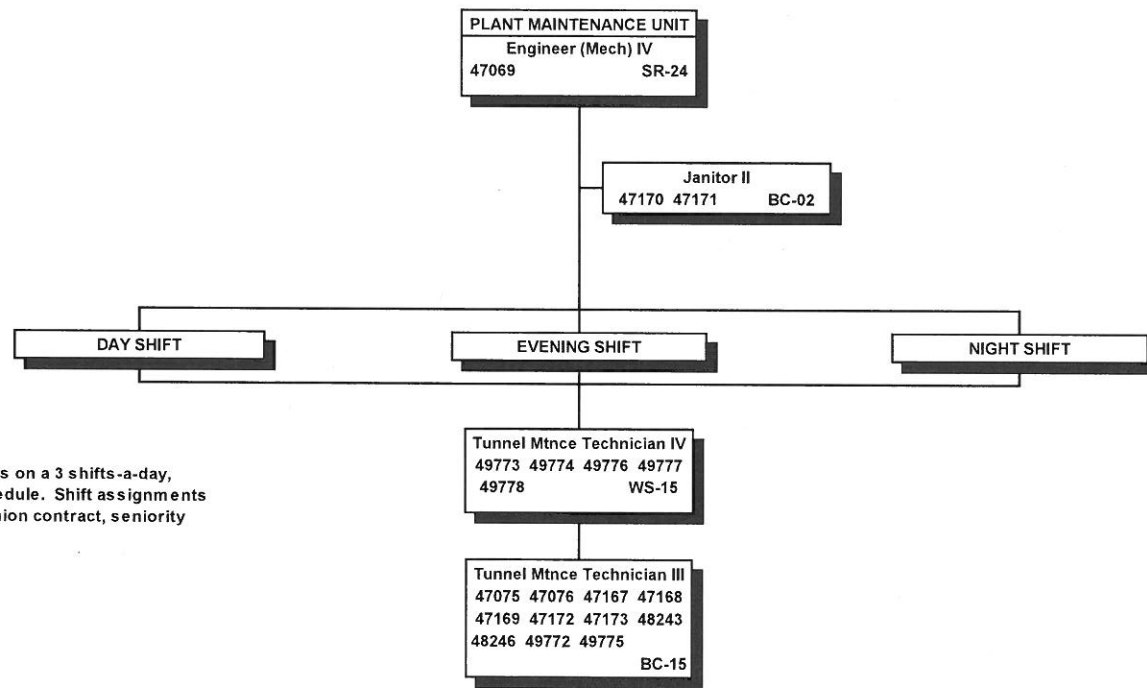 PLANT MAINTENANCE UNIT
Engineer (Mech) IV
47069 SR-24
Janitor II
47170 47171 BC-02
DAY SHIFT
EVENING SHIFT
NIGHT SHIFT
Tunnel Mtnce Technician IV
49773 49774 49776 49777
49778 WS-15
s on a 3 shifts-a-day,
edule. Shift assignments
nion contract, seniority
Tunnel Mtnce Technician III
47075 47076 47167 47168
47169 47172 47173 48243
48246 49772 49775
BC-15